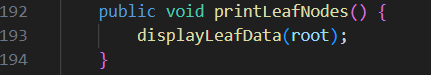 192 public void printLeafNodes() {
193 displayLeafData(root);
194 }